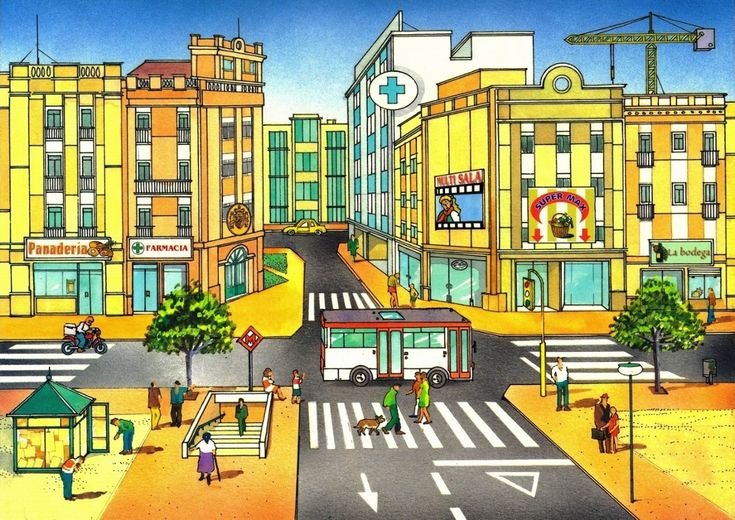 Panadería
FARMACIA
MULTI SALA
SUPER MAX
La bodega